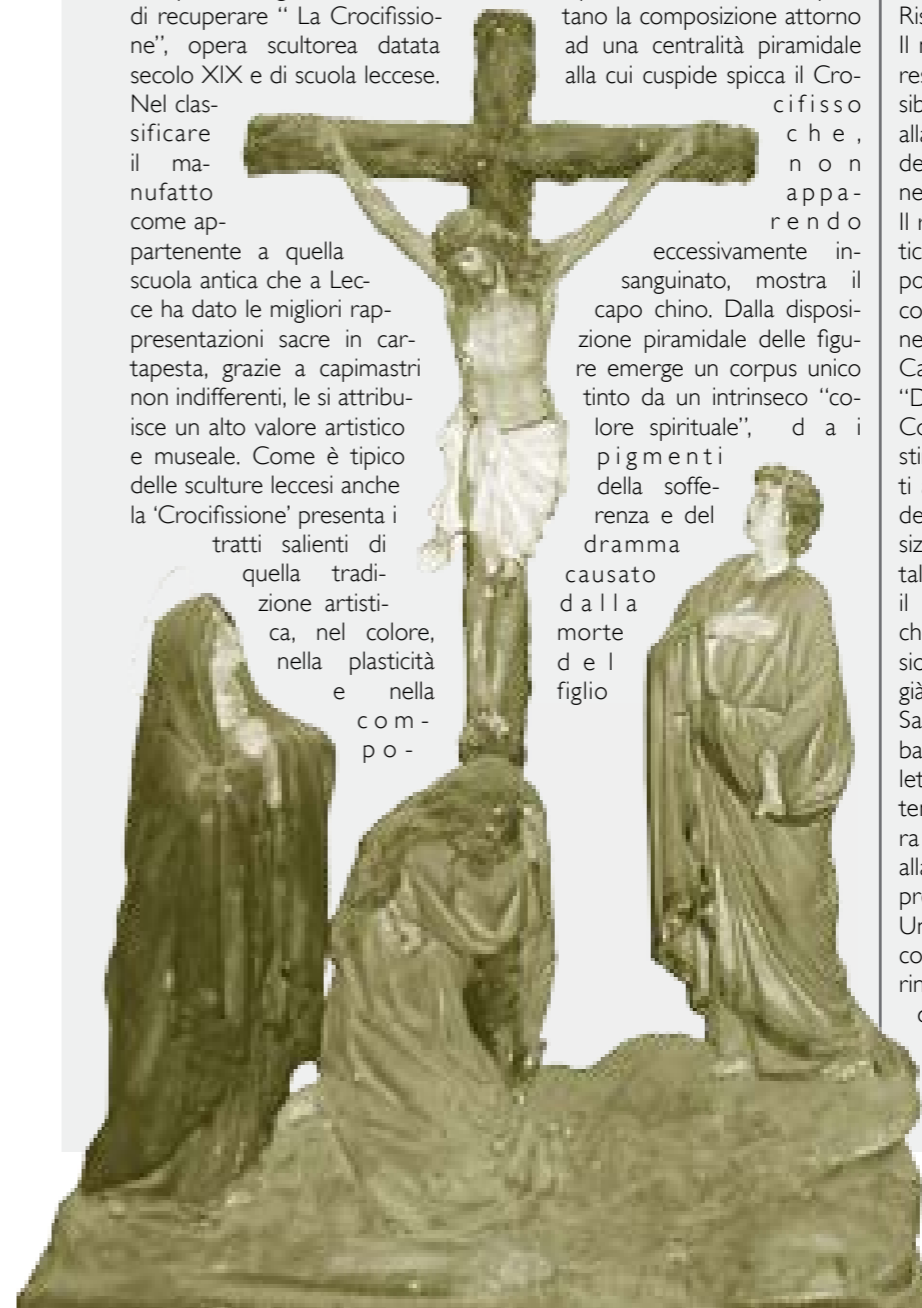 di recuperare “ La Crocifissio-
ne”, opera scultorea datata
secolo XIX e di scuola leccese.
Nel clas-
sificare
il ma-
nufatto
come ap-
partenente a quella
scuola antica che a Lec-
ce ha dato le migliori rap-
presentazioni sacre in car-
tapesta, grazie a capimastri
non indifferenti, le si attribu-
isce un alto valore artistico
e museale. Come è tipico
delle sculture leccesi anche
la ‘Crocifissione’ presenta i
tratti salienti di
quella tradi-
zione artisti-
ca, nel colore,
nella plasticità
e nella
com-
po-
tano la composizione attorno
ad una centralità piramidale
alla cui cuspide spicca il Cro-
cifisso
che,
non
appa-
rendo
eccessivamente in-
sanguinato, mostra il
capo chino. Dalla disposi-
zione piramidale delle figu-
re emerge un corpus unico
tinto da un intrinseco “co-
lore spirituale”, dai
pigmenti
della soffe-
renza e del
dramma
causato
dalla
morte
del
figlio